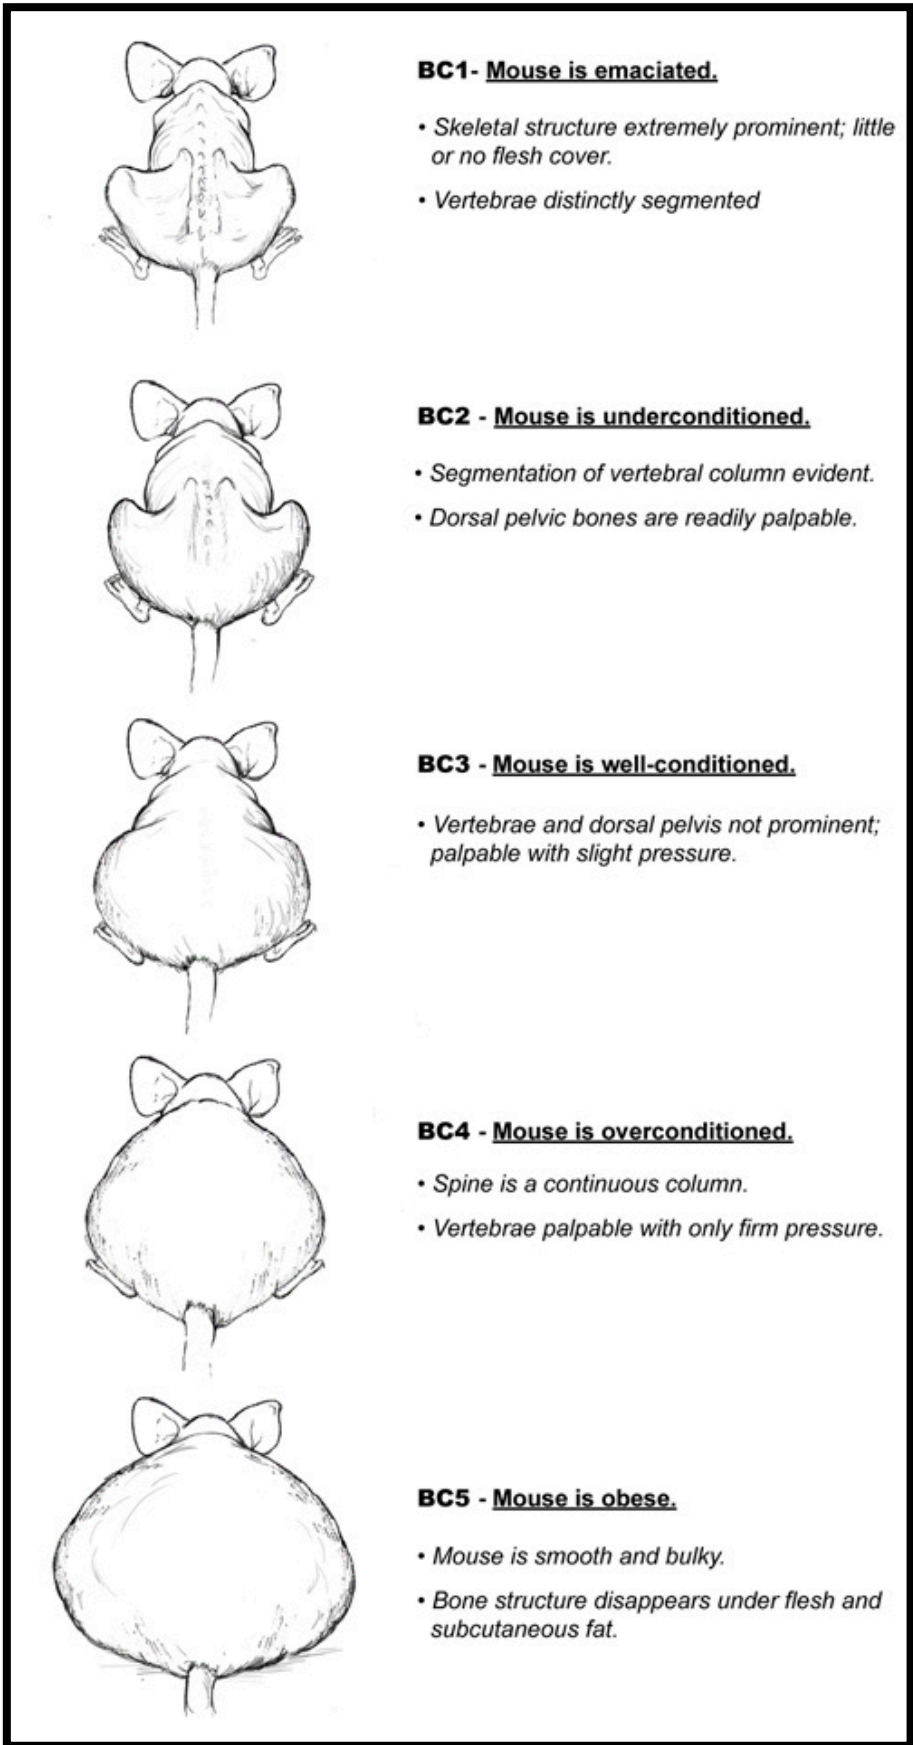 BC1- Mouse is emaciated.
• Skeletal structure extremely prominent; little
or no flesh cover.
• Vertebrae distinctly segmented
BC2 - Mouse is underconditioned.
• Segmentation of vertebral column evident.
• Dorsal pelvic bones are readily palpable.
BC3 - Mouse is well-conditioned.
• Vertebrae and dorsal pelvis not prominent;
palpable with slight pressure.
BC4 - Mouse is overconditioned.
• Spine is a continuous column.
• Vertebrae palpable with only firm pressure.
BC5 - Mouse is obese.
• Mouse is smooth and bulky.
• Bone structure disappears under flesh and
subcutaneous fat.